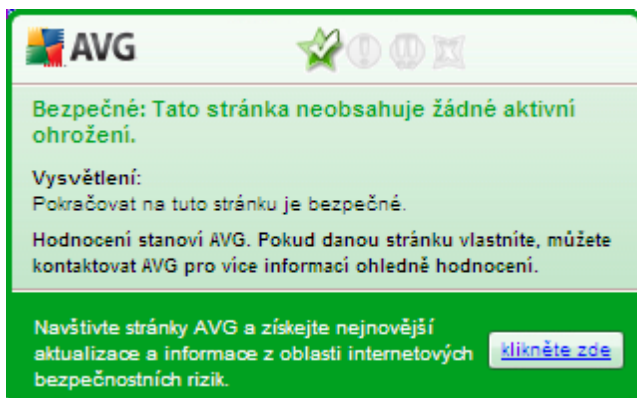 AVG
Bezpečné: Tato stránka neobsahuje žádné aktivní
ohrožení.
Vysvětlení:
Pokračovat na tuto stránku je bezpečné.
Hodnocení stanoví AVG. Pokud danou stránku vlastníte, můžete
kontaktovat AVG pro více informací ohledně hodnocení.
Navštivte stránky AVG a získejte nejnovější
aktualizace a informace z oblasti internetových
bezpečnostních rizik.
klikněte zde